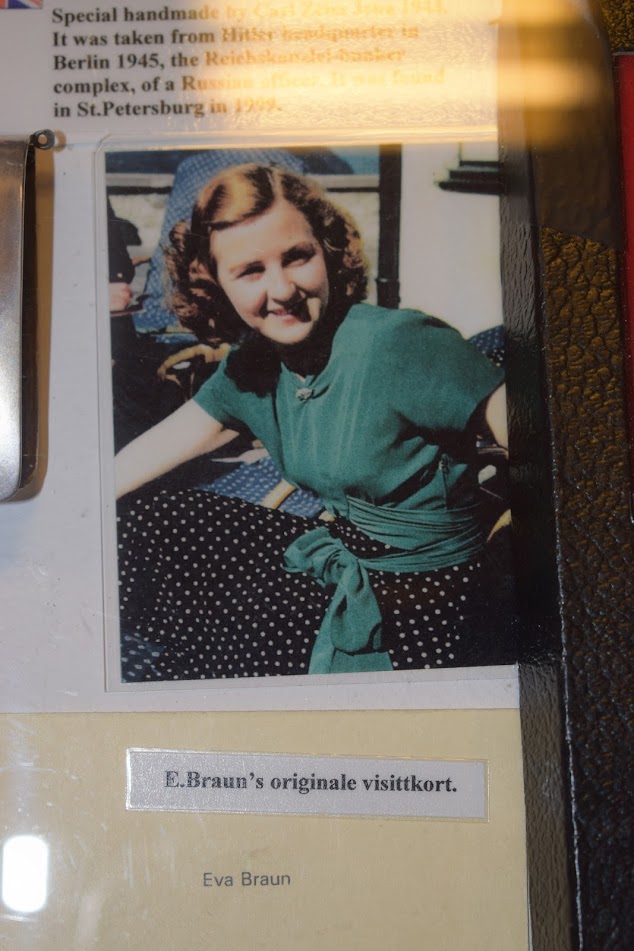 Special handmade by Carl Zeiss Jena 1941.
It was taken from Hitler headquarter in
Berlin 1945, the Reichskanzlei-bunker
complex, of a Russian officer. It was found
in St.Petersburg in 1999.
E.Braun's originale visittkort.
Eva Braun